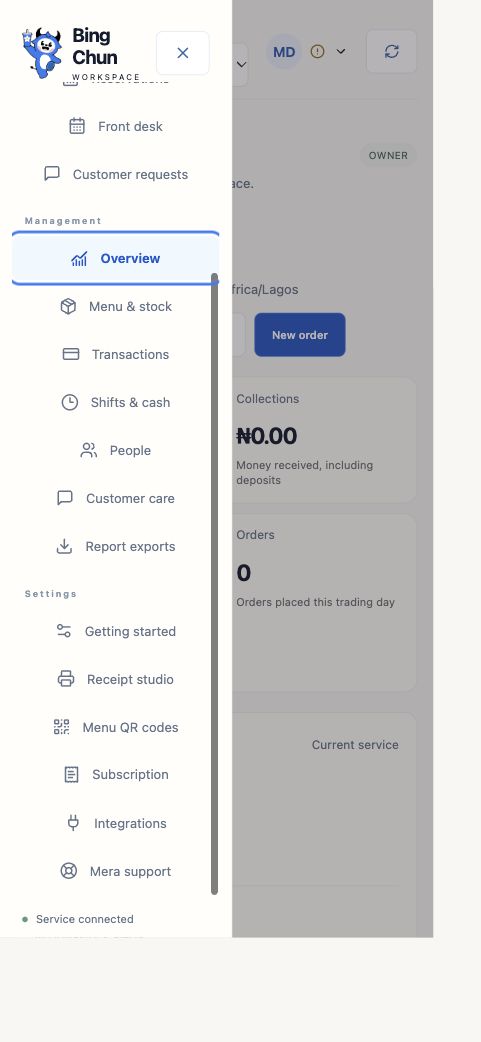 Bing
Chun
WORKSPACE
MD
Front desk
OWNER
Customer requests
ace.
Management
Overview
frica/Lagos
Menu & stock
New order
Transactions
Collections
Shifts & cash
₦0.00
People
Money received, including
deposits
Customer care
Orders
Report exports
0
Settings
Orders placed this trading day
Getting started
Receipt studio
Menu QR codes
Current service
Subscription
Integrations
Mera support
Service connected